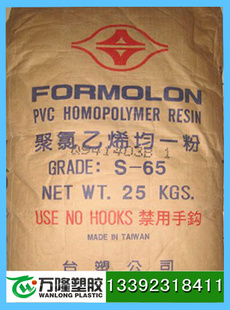 FORMOLON
PVC HOMOPOLYMER RESIN
聚氯乙烯均一粉
GRADE: S-65
NET WT. 25 KGS.
USE NO HOOKS 禁用手鈎
MADE IN TAIWAN
台塑公司
万隆塑胶 13392318411
WANLONG PLASTIC